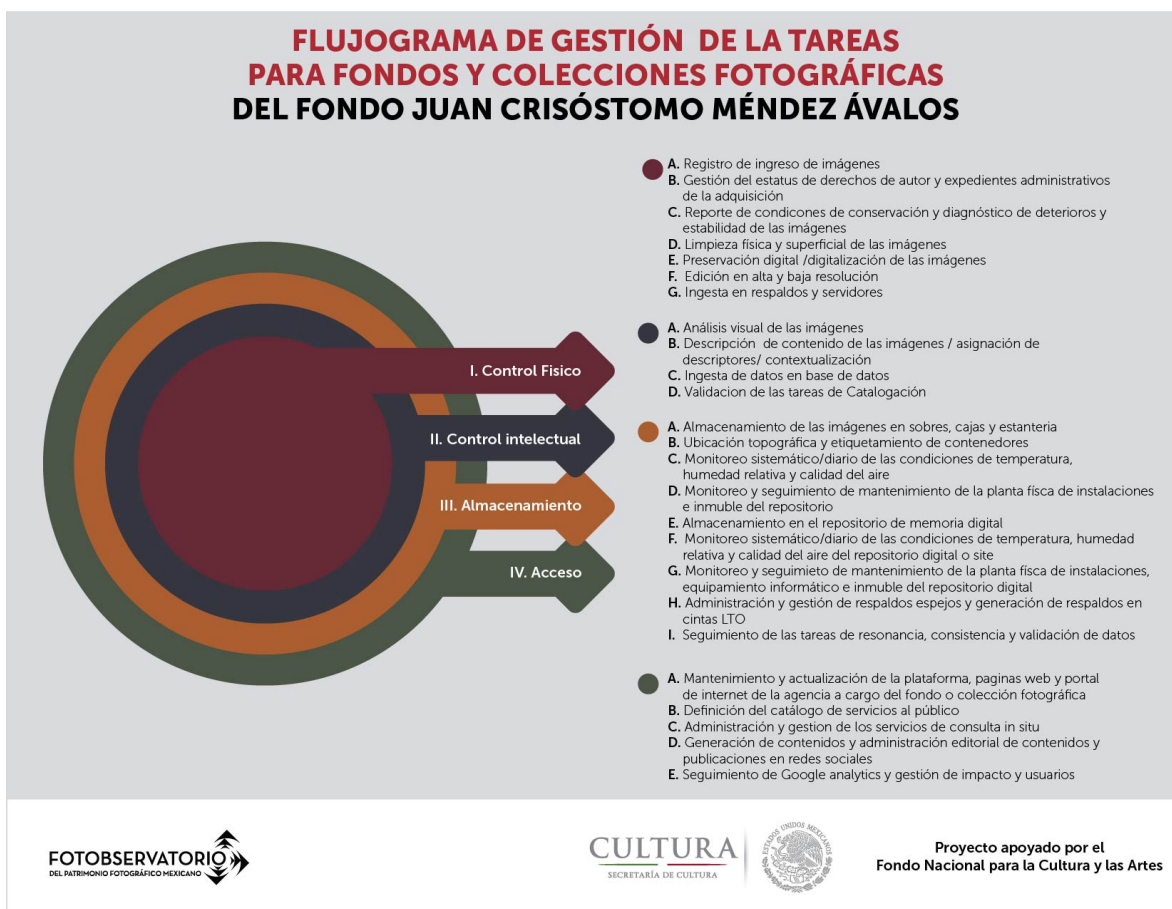 FLUJOGRAMA DE GESTIÓN DE LA TAREAS
PARA FONDOS Y COLECCIONES FOTOGRÁFICAS
DEL FONDO JUAN CRISÓSTOMO MÉNDEZ ÁVALOS
I. Control Fisico
II. Control intelectual
III. Almacenamiento
IV. Acceso
A. Registro de ingreso de imágenes
B. Gestión del estatus de derechos de autor y expedientes administrativos
de la adquisición
C. Reporte de condicones de conservación y diagnóstico de deterioros y
estabilidad de las imágenes
D. Limpieza física y superficial de las imágenes
E. Preservación digital /digitalización de las imágenes
F. Edición en alta y baja resolución
G. Ingesta en respaldos y servidores
A. Análisis visual de las imágenes
B. Descripción de contenido de las imágenes / asignación de
descriptores/ contextualización
C. Ingesta de datos en base de datos
D. Validacion de las tareas de Catalogación
A. Almacenamiento de las imágenes en sobres, cajas y estanteria
B. Ubicación topográfica y etiquetamiento de contenedores
C. Monitoreo sistemático/diario de las condiciones de temperatura,
humedad relativa y calidad del aire
D. Monitoreo y seguimiento de mantenimiento de la planta físca de instalaciones
e inmuble del repositorio
E. Almacenamiento en el repositorio de memoria digital
F. Monitoreo sistemático/diario de las condiciones de temperatura, humedad
relativa y calidad del aire del repositorio digital o site
G. Monitoreo y seguimieto de mantenimiento de la planta físca de instalaciones,
equipamiento informático e inmuble del repositorio digital
H. Administración y gestión de respaldos espejos y generación de respaldos en
cintas LTO
I. Seguimiento de las tareas de resonancia, consistencia y validación de datos
A. Mantenimiento y actualización de la plataforma, paginas web y portal
de internet de la agencia a cargo del fondo o colección fotográfica
B. Definición del catálogo de servicios al público
C. Administración y gestion de los servicios de consulta in situ
D. Generación de contenidos y administración editorial de contenidos y
publicaciones en redes sociales
E. Seguimiento de Google analytics y gestión de impacto y usuarios
FOTOBSERVATORIO
DEL PATRIMONIO FOTOGRÁFICO MEXICANO
CULTURA
SECRETARÍA DE CULTURA
ESTADOS UNIDOS MEXICANOS
Proyecto apoyado por el
Fondo Nacional para la Cultura y las Artes